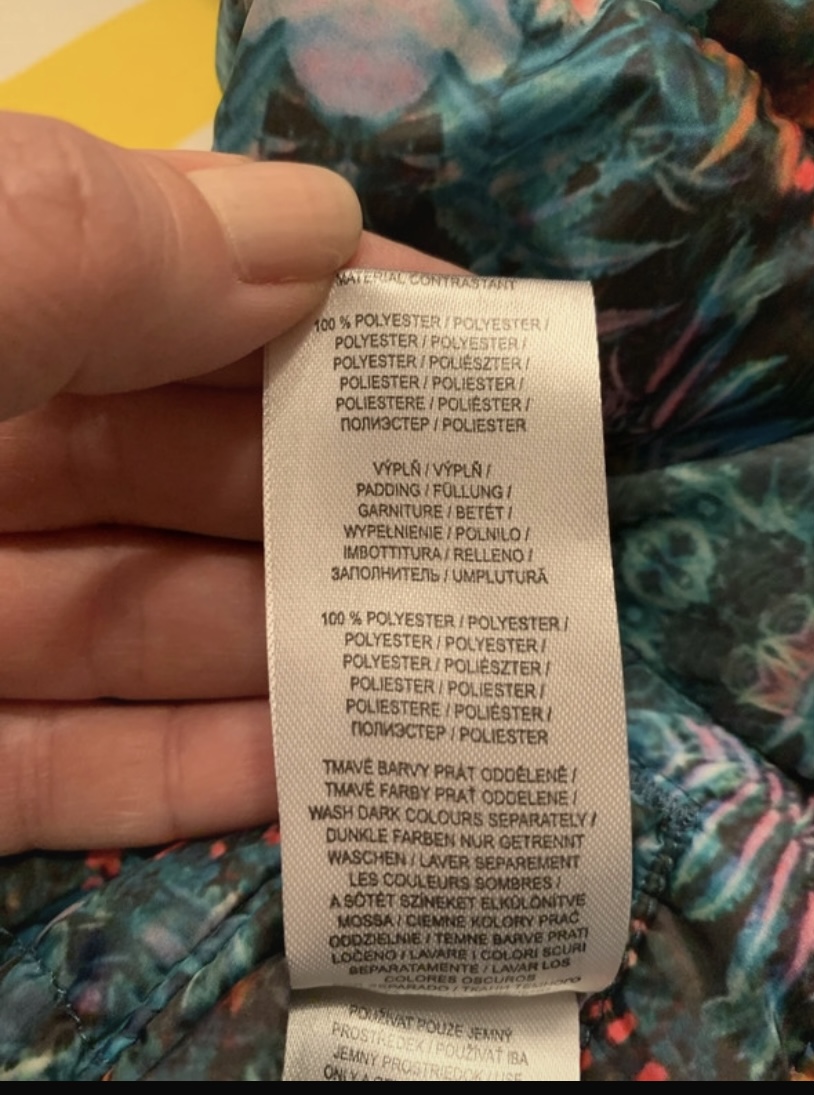 MATERIAL CONTRASTANT
100 % POLYESTER / POLYESTER /
POLYESTER / POLYESTER /
POLYESTER / POLIÉSZTER /
POLIESTER / POLIESTER /
POLIESTERE / POLIÉSTER /
ПОЛИЭСТЕР / POLIESTER
VÝPLŇ / VÝPLŇ /
PADDING / FÜLLUNG /
GARNITURE / BETÉT /
WYPEŁNIENIE / POLNILO /
IMBOTTITURA / RELLENO /
ЗАПОЛНИТЕЛЬ / UMPLUTURĂ
100 % POLYESTER / POLYESTER /
POLYESTER / POLYESTER /
POLYESTER / POLIÉSZTER /
POLIESTER / POLIESTER /
POLIESTERE / POLIÉSTER /
ПОЛИЭСТЕР / POLIESTER
TMAVÉ BARVY PRÁT ODDĚLENĚ /
TMAVÉ FARBY PRAŤ ODDELENE /
WASH DARK COLOURS SEPARATELY /
DUNKLE FARBEN NUR GETRENNT
WASCHEN / LAVER SEPAREMENT
LES COULEURS SOMBRES /
A SÖTÉT SZÍNEKET ELKÜLÖNÍTVE
MOSSA / CIEMNE KOLORY PRAĆ
ODDZIELNIE / TEMNE BARVE PRATI
LOČENO / LAVARE I COLORI SCURI
SEPARATAMENTE / LAVAR LOS
COLORES OSCUROS
POUŽÍVAT POUZE JEMNÝ
PROSTŘEDEK / POUŽÍVAŤ IBA
JEMNÝ PROSTRIEDOK / USE
ONLY A